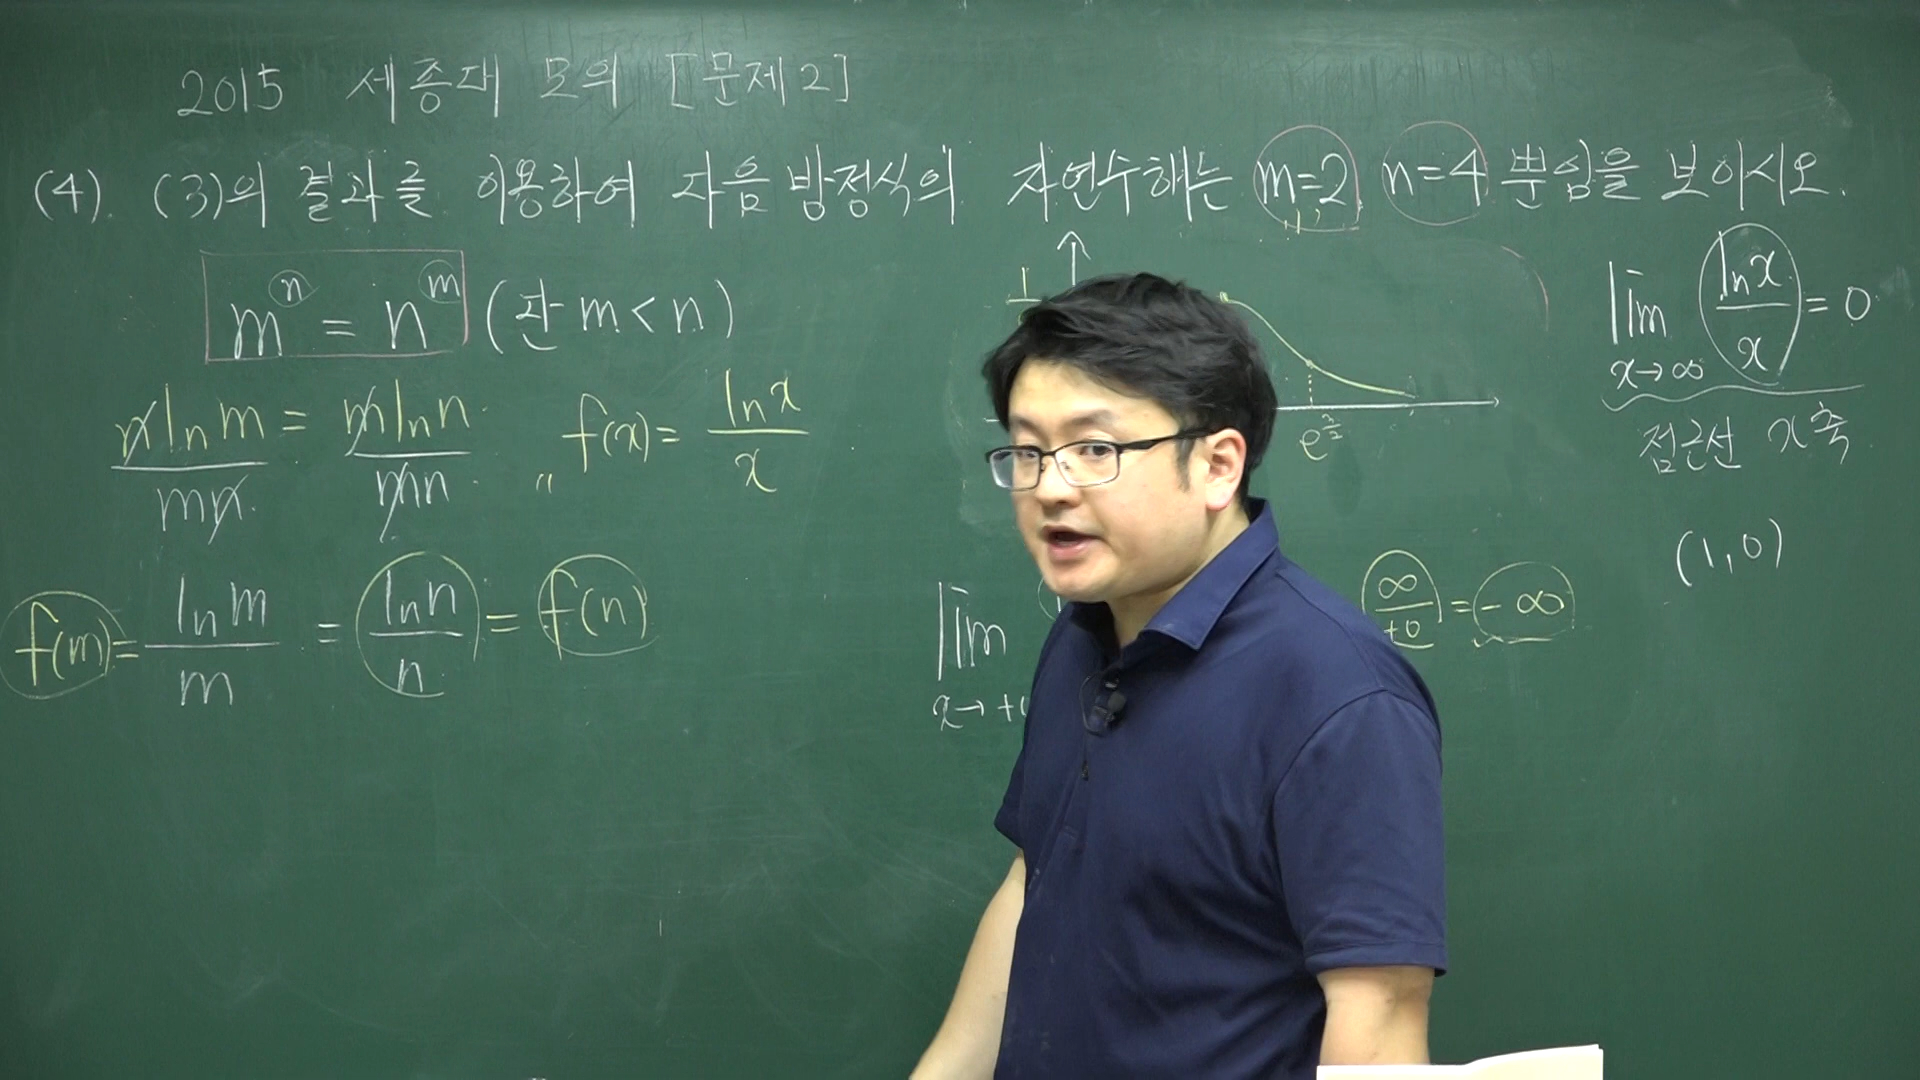 2015 세종대 모의 [문제2]
(4). (3)의 결과를 이용하여 다음 방정식의 자연수해는 m=2 n=4 뿐임을 보이시오.
m^n = n^m (단 m < n)
n ln m / mn = m ln n / mn
f(x) = ln x / x
f(m) = ln m / m = ln n / n = f(n)
1
e^{3/2}
lim x→∞ ln x / x = 0
점근선 x축
(1, 0)
lim x→+
∞ / +0 = -∞